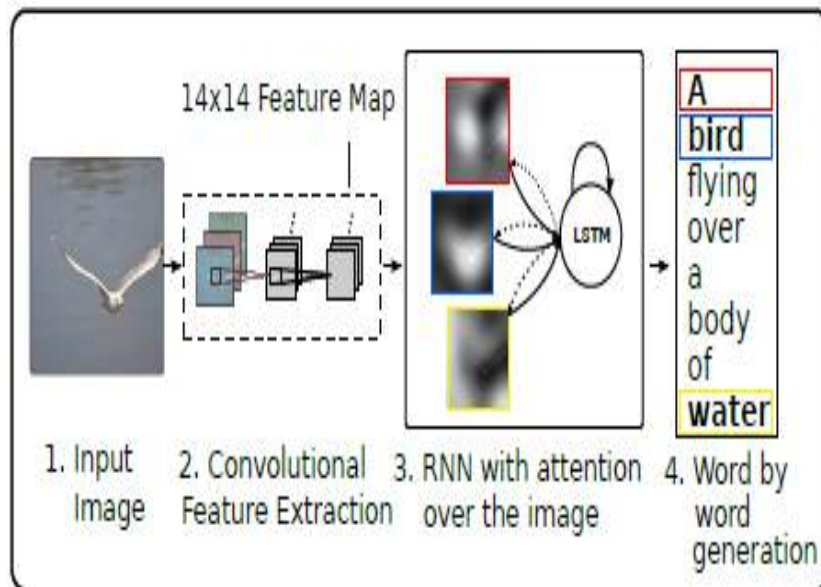 14x14 Feature Map
LSTM
A
bird
flying
over
a
body
of
water
1. Input
Image
2. Convolutional
Feature Extraction
3. RNN with attention
over the image
4. Word by
word
generation